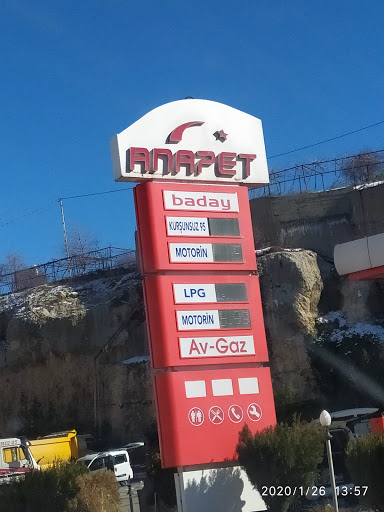 ANAPET
baday
KURŞUNSUZ 95
MOTORİN
LPG
MOTORİN
Av-Gaz
2020/1/26 13:57